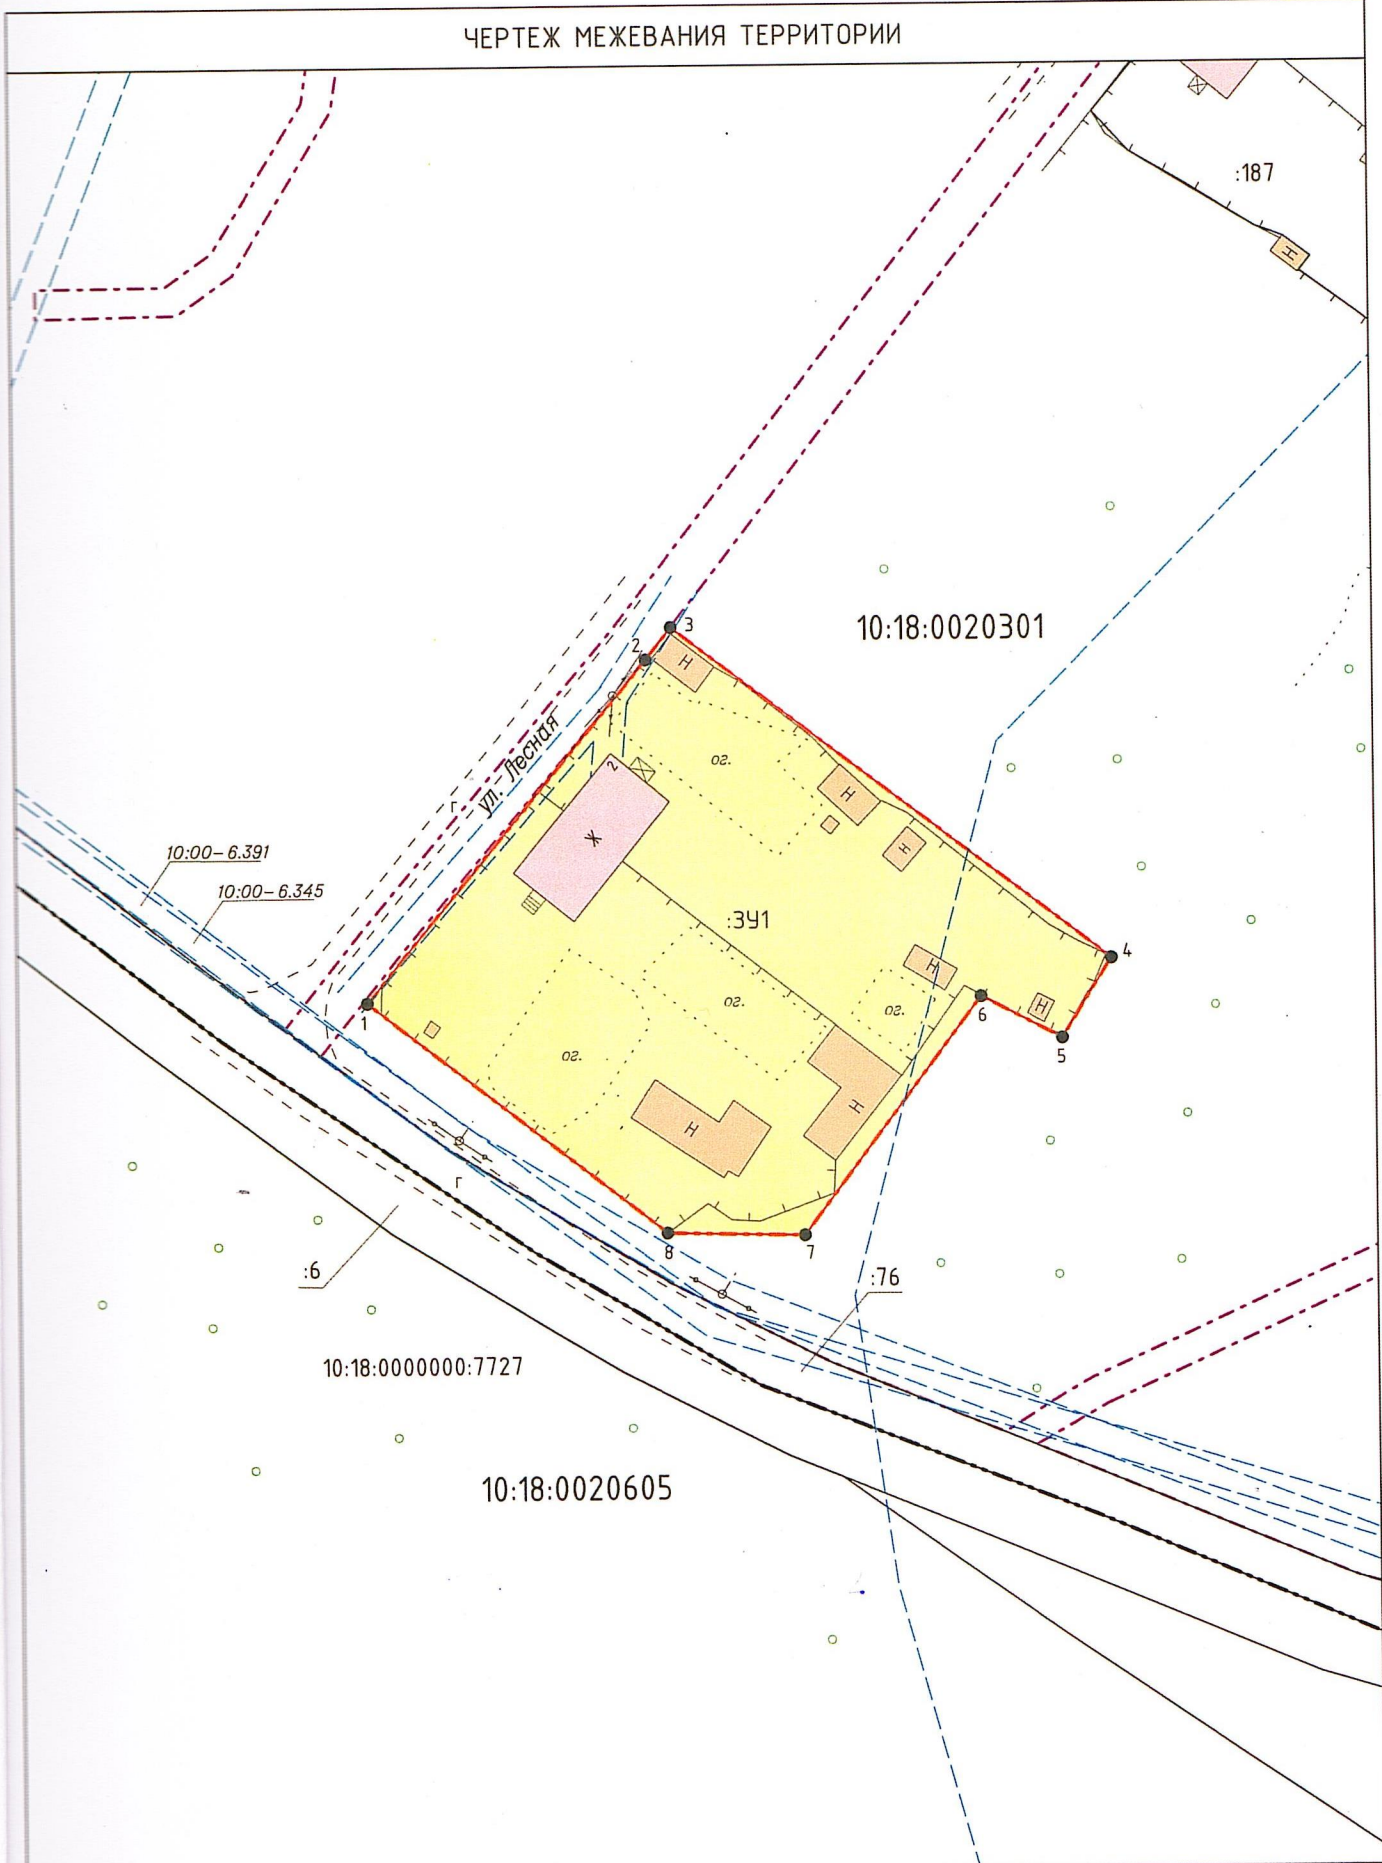 ЧЕРТЕЖ МЕЖЕВАНИЯ ТЕРРИТОРИИ
:187
Н
10:18:0020301
3
2
Н
ул. Лесная
ог.
2
Н
г
Ж
Н
10:00-6.391
10:00-6.345
:ЗУ1
4
Н
ог.
ог.
6
Н
1
5
ог.
Н
Н
г
8
7
:6
:76
10:18:0000000:7727
10:18:0020605